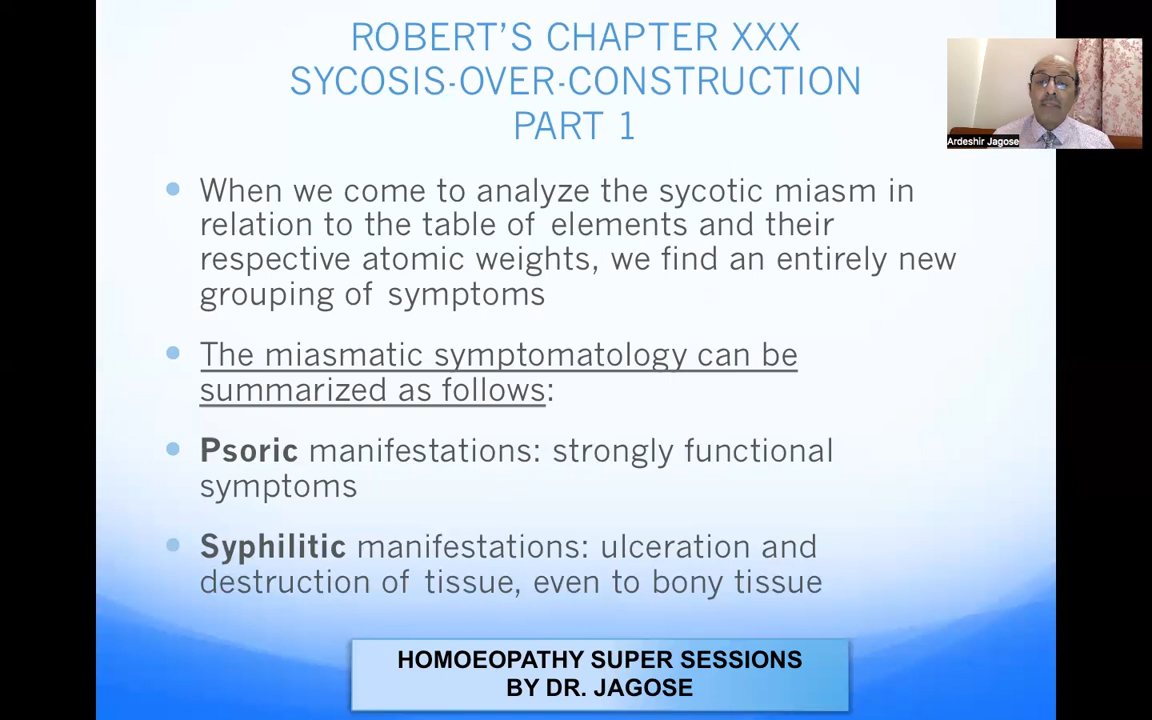 ROBERT'S CHAPTER XXX
SYCOSIS-OVER-CONSTRUCTION
PART 1
Ardeshir Jagose
• When we come to analyze the sycotic miasm in
relation to the table of elements and their
respective atomic weights, we find an entirely new
grouping of symptoms
• The miasmatic symptomatology can be
summarized as follows:
• Psoric manifestations: strongly functional
symptoms
• Syphilitic manifestations: ulceration and
destruction of tissue, even to bony tissue
HOMOEOPATHY SUPER SESSIONS
BY DR. JAGOSE